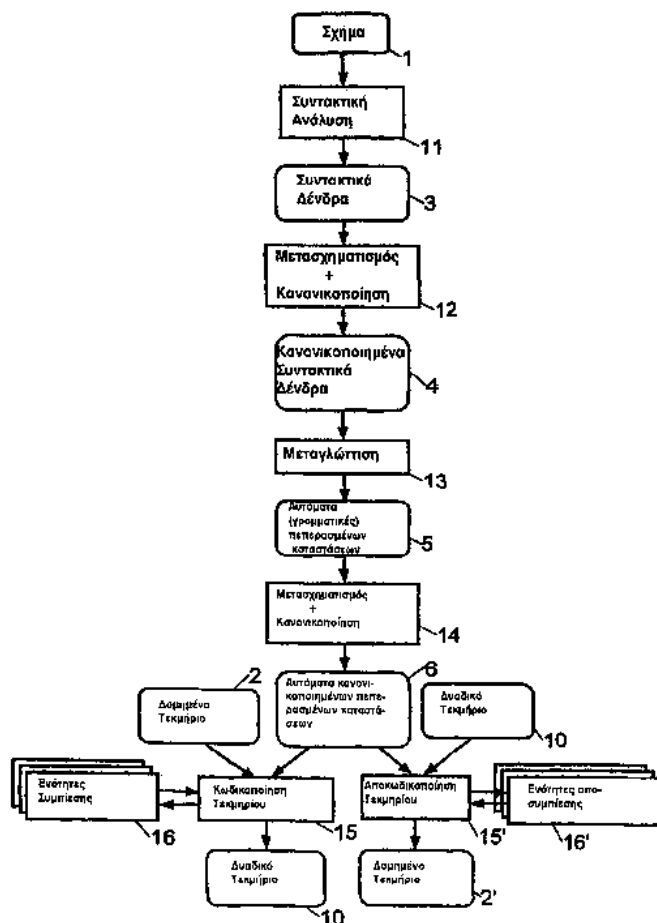 Σχήμα
1
Συντακτική
Ανάλυση
11
Συντακτικά
Δένδρα
3
Μετασχηματισμός
+
Κανονικοποίηση
12
Κανονικοποιημένα
Συντακτικά
Δένδρα
4
Μεταγλώττιση
13
Αυτόματα
(γραμματικές)
πεπερασμένων
καταστάσεων
5
Μετασχηματισμός
+
Κανονικοποίηση
14
2
6
Δομημένο
Τεκμήριο
Αυτόματα κανονι-
κοποιημένων πεπε-
ρασμένων καταστά-
σεων
Δυαδικό
Τεκμήριο
10
Ενότητες
Συμπίεσης
16
Κωδικοποίηση
Τεκμηρίου
15
Αποκωδικοποίηση
Τεκμηρίου
15'
Ενότητες απο-
συμπίεσης
16'
Δυαδικό
Τεκμήριο
10
Δομημένο
Τεκμήριο
2'